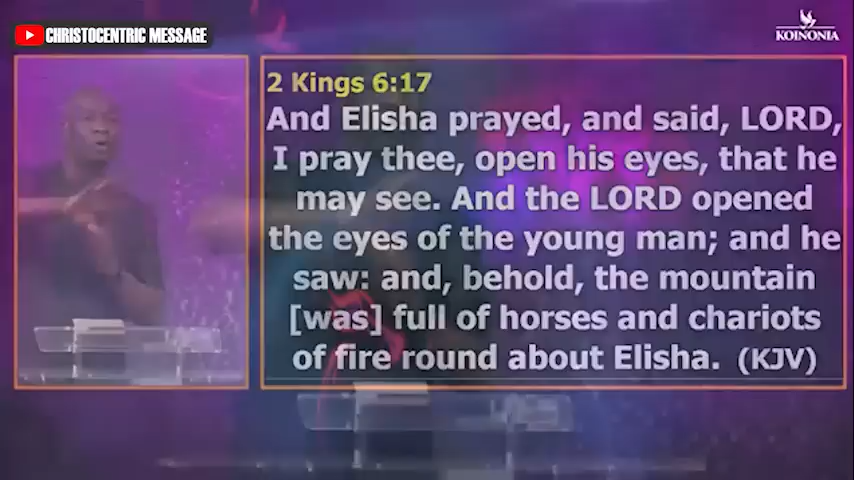 CHRISTOCENTRIC MESSAGE
KOINONIA
2 Kings 6:17
And Elisha prayed, and said, LORD,
I pray thee, open his eyes, that he
may see. And the LORD opened
the eyes of the young man; and he
saw: and, behold, the mountain
[was] full of horses and chariots
of fire round about Elisha. (KJV)